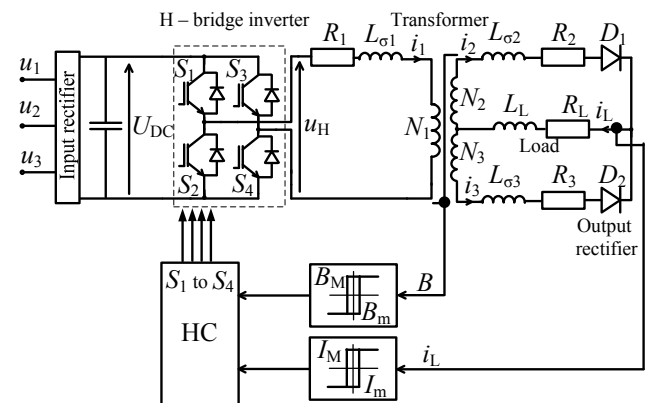 H – bridge inverter
Transformer
R1 Lσ1 i1
i2 Lσ2 R2 D1
u1
u2
u3
Input rectifier
UDC
S1 S3
S2 S4
uH
N1
N2
N3
LL RL iL
Load
i3 Lσ3 R3 D2
Output
rectifier
S1 to S4
HC
BM
Bm
B
IM
Im
iL